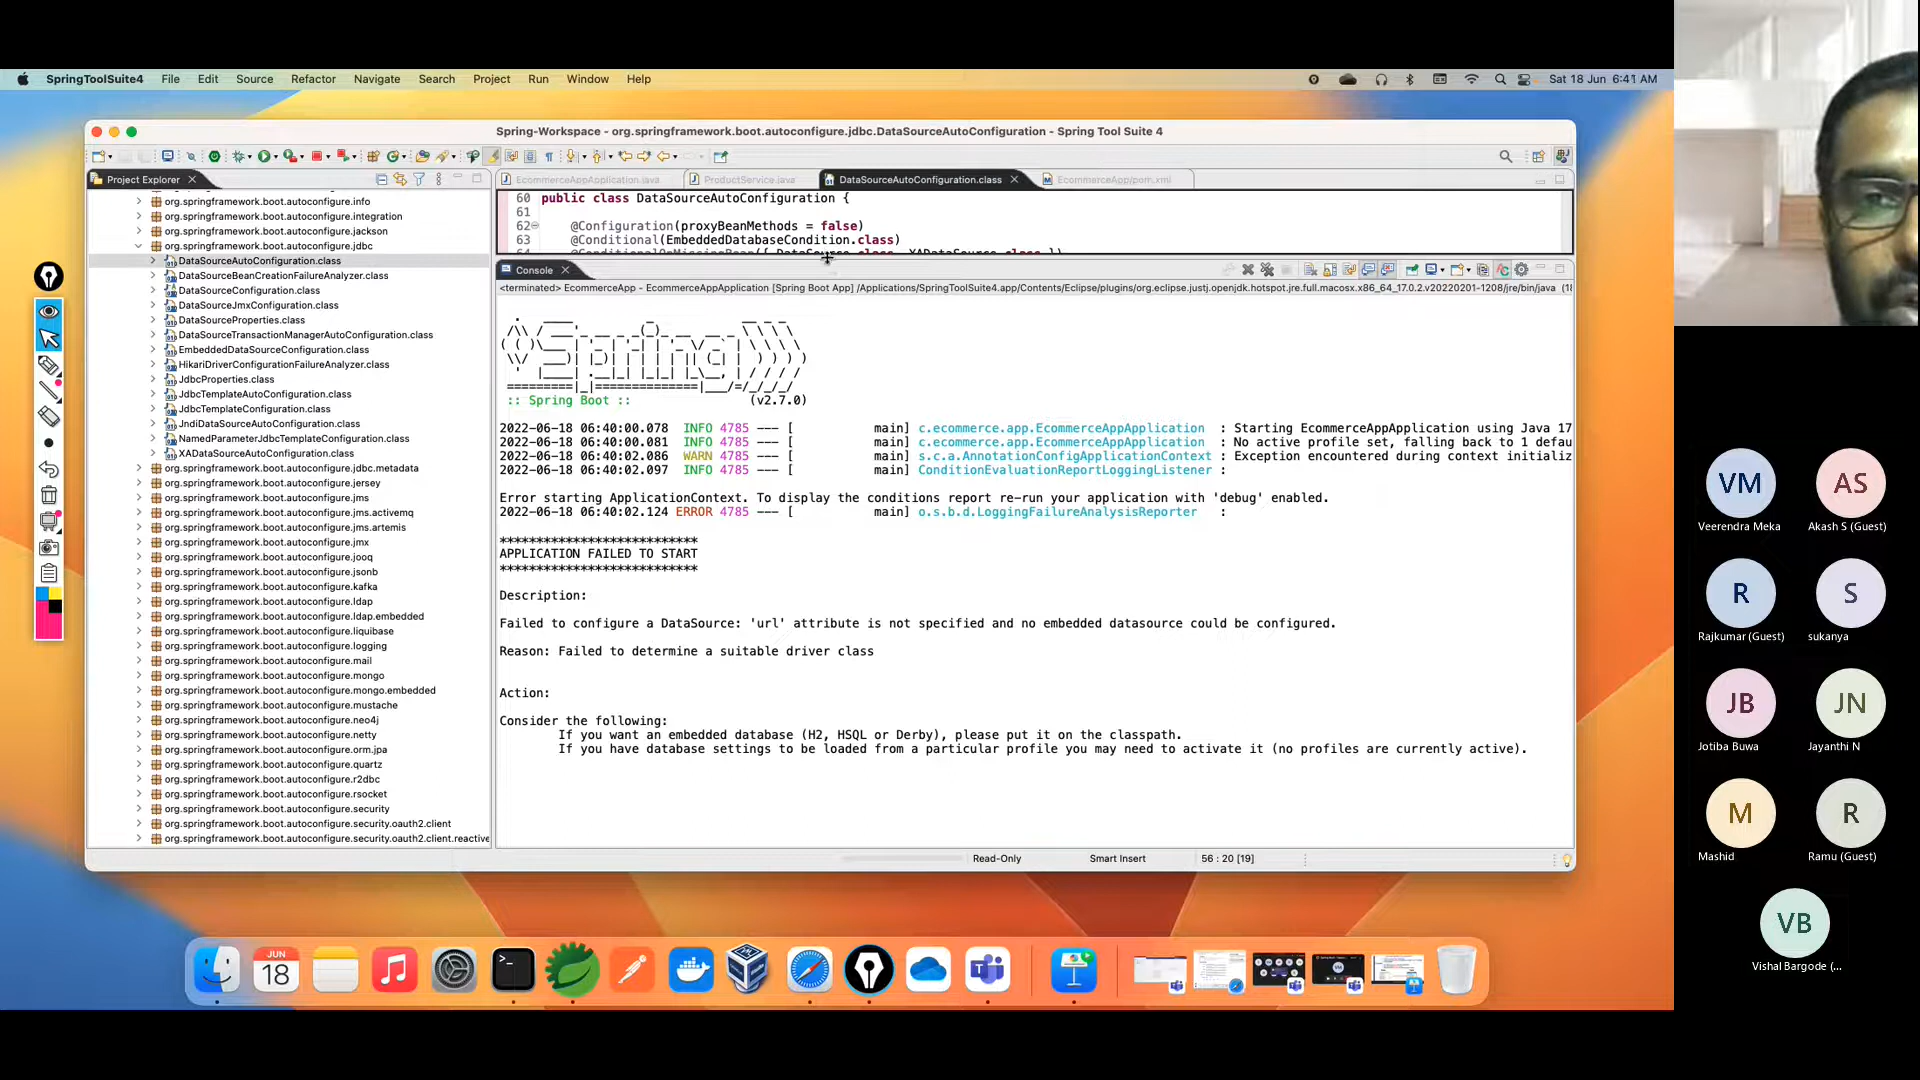 SpringToolSuite4 File Edit Source Refactor Navigate Search Project Run Window Help Sat 18 Jun 6:41 AM
Spring-Workspace - org.springframework.boot.autoconfigure.jdbc.DataSourceAutoConfiguration - Spring Tool Suite 4
Project Explorer
org.springframework.boot.autoconfigure.info
org.springframework.boot.autoconfigure.integration
org.springframework.boot.autoconfigure.jackson
org.springframework.boot.autoconfigure.jdbc
DataSourceAutoConfiguration.class
DataSourceBeanCreationFailureAnalyzer.class
DataSourceConfiguration.class
DataSourceJmxConfiguration.class
DataSourceProperties.class
DataSourceTransactionManagerAutoConfiguration.class
EmbeddedDataSourceConfiguration.class
HikariDriverConfigurationFailureAnalyzer.class
JdbcProperties.class
JdbcTemplateAutoConfiguration.class
JdbcTemplateConfiguration.class
JndiDataSourceAutoConfiguration.class
NamedParameterJdbcTemplateConfiguration.class
XADataSourceAutoConfiguration.class
org.springframework.boot.autoconfigure.jdbc.metadata
org.springframework.boot.autoconfigure.jersey
org.springframework.boot.autoconfigure.jms
org.springframework.boot.autoconfigure.jms.activemq
org.springframework.boot.autoconfigure.jms.artemis
org.springframework.boot.autoconfigure.jmx
org.springframework.boot.autoconfigure.jooq
org.springframework.boot.autoconfigure.jsonb
org.springframework.boot.autoconfigure.kafka
org.springframework.boot.autoconfigure.ldap
org.springframework.boot.autoconfigure.ldap.embedded
org.springframework.boot.autoconfigure.liquibase
org.springframework.boot.autoconfigure.logging
org.springframework.boot.autoconfigure.mail
org.springframework.boot.autoconfigure.mongo
org.springframework.boot.autoconfigure.mongo.embedded
org.springframework.boot.autoconfigure.mustache
org.springframework.boot.autoconfigure.neo4j
org.springframework.boot.autoconfigure.netty
org.springframework.boot.autoconfigure.orm.jpa
org.springframework.boot.autoconfigure.quartz
org.springframework.boot.autoconfigure.r2dbc
org.springframework.boot.autoconfigure.rsocket
org.springframework.boot.autoconfigure.security
org.springframework.boot.autoconfigure.security.oauth2.client
org.springframework.boot.autoconfigure.security.oauth2.client.reactive
EcommerceAppApplication.java ProductService.java DataSourceAutoConfiguration.class EcommerceApp/pom.xml
60 public class DataSourceAutoConfiguration {
61
62 @Configuration(proxyBeanMethods = false)
63 @Conditional(EmbeddedDatabaseCondition.class)
Console
<terminated> EcommerceApp - EcommerceAppApplication [Spring Boot App] /Applications/SpringToolSuite4.app/Contents/Eclipse/plugins/org.eclipse.justj.openjdk.hotspot.jre.full.macosx.x86_64_17.0.2.v20220201-1208/jre/bin/java (18
Spring
:: Spring Boot :: (v2.7.0)
2022-06-18 06:40:00.078 INFO 4785 --- [ main] c.ecommerce.app.EcommerceAppApplication : Starting EcommerceAppApplication using Java 17
2022-06-18 06:40:00.081 INFO 4785 --- [ main] c.ecommerce.app.EcommerceAppApplication : No active profile set, falling back to 1 defau
2022-06-18 06:40:02.086 WARN 4785 --- [ main] s.c.a.AnnotationConfigApplicationContext : Exception encountered during context initializ
2022-06-18 06:40:02.097 INFO 4785 --- [ main] ConditionEvaluationReportLoggingListener :
Error starting ApplicationContext. To display the conditions report re-run your application with 'debug' enabled.
2022-06-18 06:40:02.124 ERROR 4785 --- [ main] o.s.b.d.LoggingFailureAnalysisReporter :
***************************
APPLICATION FAILED TO START
***************************
Description:
Failed to configure a DataSource: 'url' attribute is not specified and no embedded datasource could be configured.
Reason: Failed to determine a suitable driver class
Action:
Consider the following:
If you want an embedded database (H2, HSQL or Derby), please put it on the classpath.
If you have database settings to be loaded from a particular profile you may need to activate it (no profiles are currently active).
Read-Only Smart Insert 56 : 20 [19]
JUN
18
VM AS
Veerendra Meka Akash S (Guest)
R S
Rajkumar (Guest) sukanya
JB JN
Jotiba Buwa Jayanthi N
M R
Mashid Ramu (Guest)
VB
Vishal Bargode (...